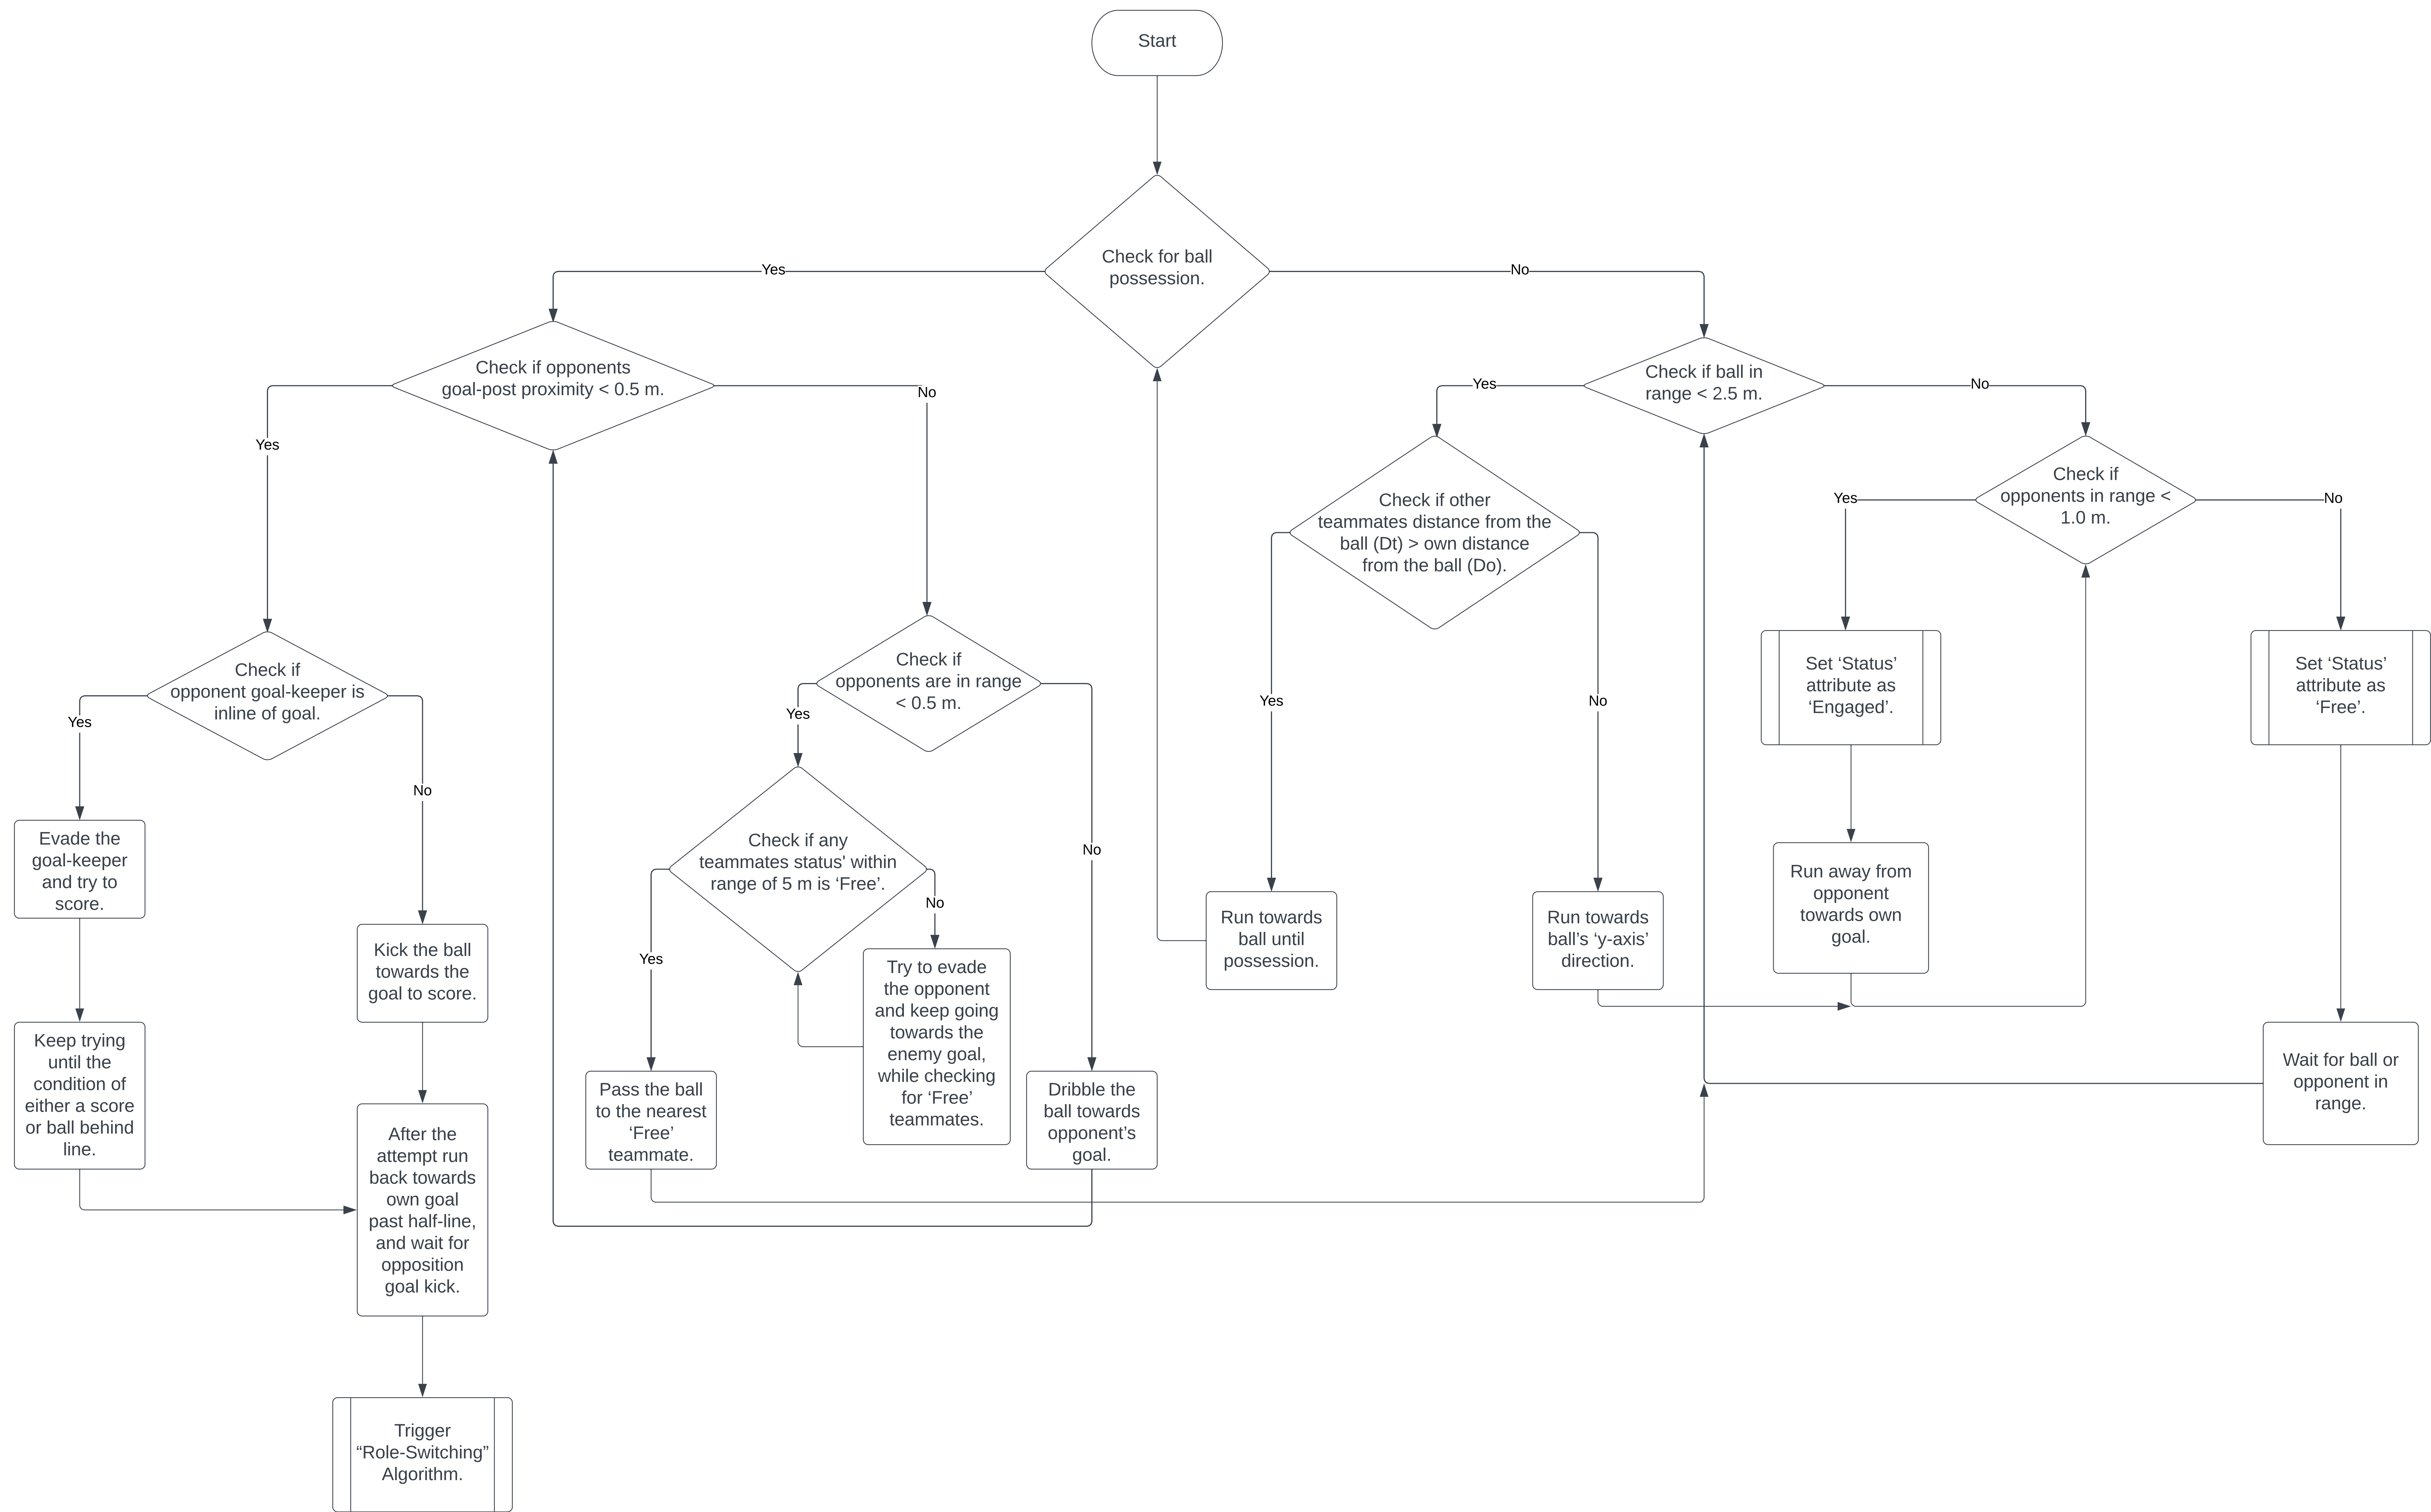 Start
Check for ball
possession.
Yes
No
Check if opponents
goal-post proximity < 0.5 m.
Yes
No
Check if ball in
range < 2.5 m.
Yes
No
Check if
opponents in range <
1.0 m.
Yes
No
Check if other
teammates distance from the
ball (Dt) > own distance
from the ball (Do).
Yes
No
Check if
opponent goal-keeper is
inline of goal.
Yes
No
Check if
opponents are in range
< 0.5 m.
Yes
No
Set ‘Status’
attribute as
‘Engaged’.
Set ‘Status’
attribute as
‘Free’.
Check if any
teammates status' within
range of 5 m is ‘Free’.
Yes
No
Evade the
goal-keeper
and try to
score.
Kick the ball
towards the
goal to score.
Run towards
ball until
possession.
Run towards
ball’s ‘y-axis’
direction.
Run away from
opponent
towards own
goal.
Keep trying
until the
condition of
either a score
or ball behind
line.
Pass the ball
to the nearest
‘Free’
teammate.
Try to evade
the opponent
and keep going
towards the
enemy goal,
while checking
for ‘Free’
teammates.
Dribble the
ball towards
opponent’s
goal.
Wait for ball or
opponent in
range.
After the
attempt run
back towards
own goal
past half-line,
and wait for
opposition
goal kick.
Trigger
“Role-Switching”
Algorithm.